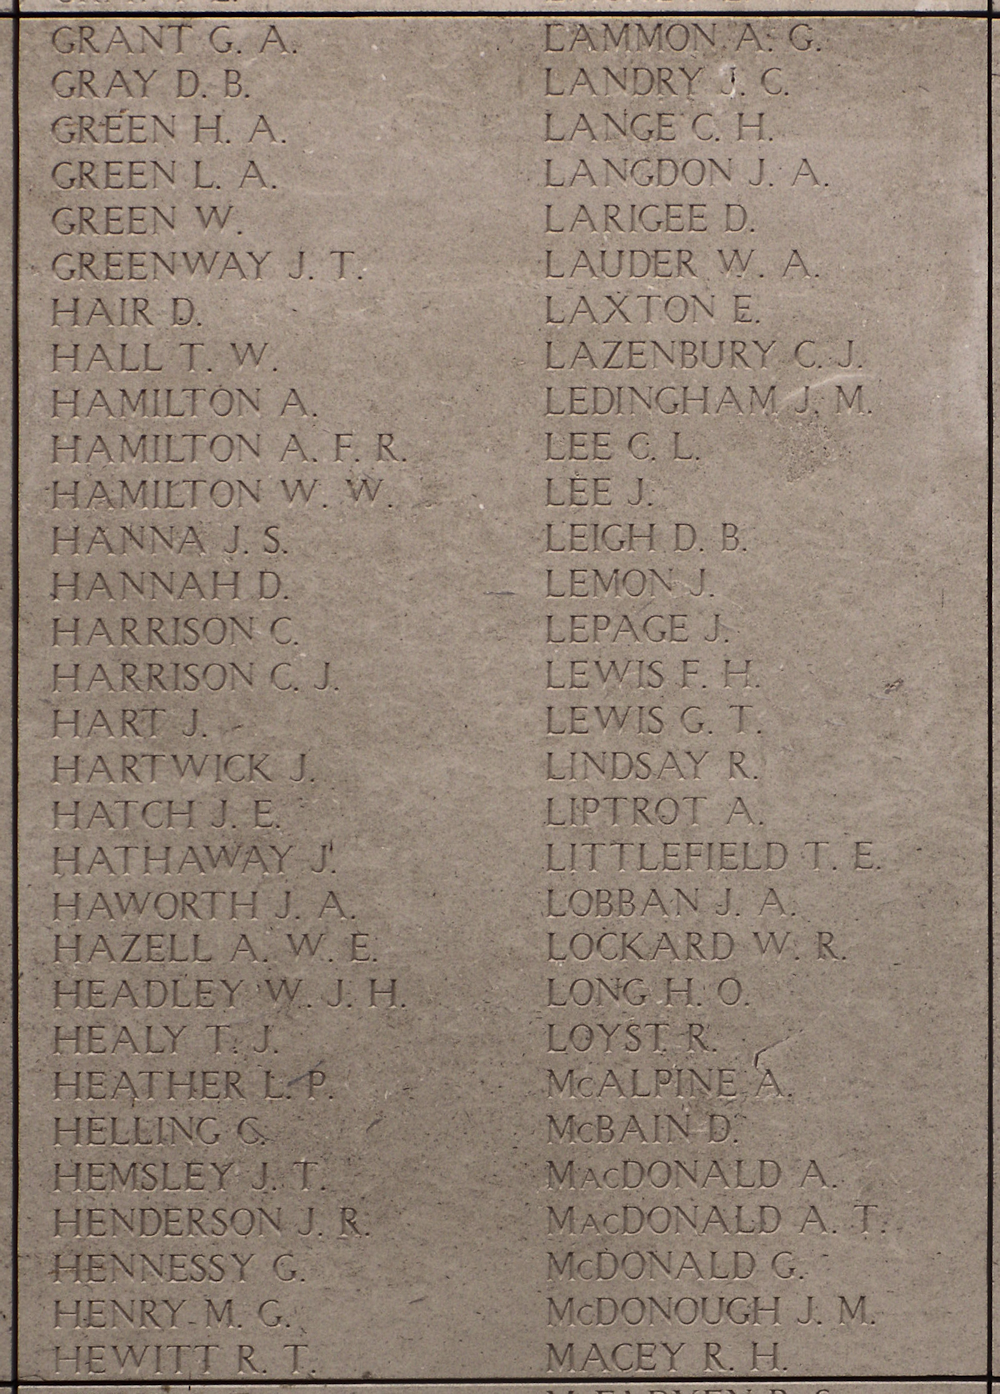 GRANT G. A.
GRAY D. B.
GREEN H. A.
GREEN L. A.
GREEN W.
GREENWAY J. T.
HAIR D.
HALL T. W.
HAMILTON A.
HAMILTON A. F. R.
HAMILTON W. W.
HANNA J. S.
HANNAH D.
HARRISON C.
HARRISON C. J.
HART J.
HARTWICK J.
HATCH J. E.
HATHAWAY J.
HAWORTH J. A.
HAZELL A. W. E.
HEADLEY W. J. H.
HEALY T. J.
HEATHER L. P.
HELLING C.
HEMSLEY J. T.
HENDERSON J. R.
HENNESSY G.
HENRY M. G.
HEWITT R. T.
LAMMON A. G.
LANDRY J. C.
LANGE C. H.
LANGDON J. A.
LARIGEE D.
LAUDER W. A.
LAXTON E.
LAZENBURY C. J.
LEDINGHAM J. M.
LEE C. L.
LEE J.
LEIGH D. B.
LEMON J.
LEPAGE J.
LEWIS F. H.
LEWIS G. T.
LINDSAY R.
LIPTROT A.
LITTLEFIELD T. E.
LOBBAN J. A.
LOCKARD W. R.
LONG H. O.
LOYST R.
McALPINE A.
McBAIN D.
MacDONALD A.
MacDONALD A. T.
McDONALD G.
McDONOUGH J. M.
MACEY R. H.